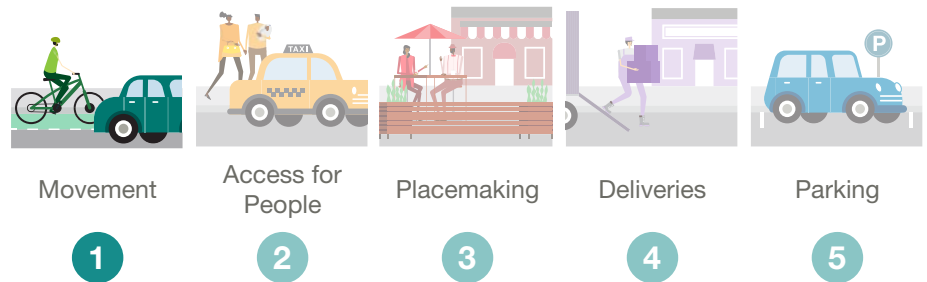 TAXI
P
Movement
Access for
People
Placemaking
Deliveries
Parking
1
2
3
4
5